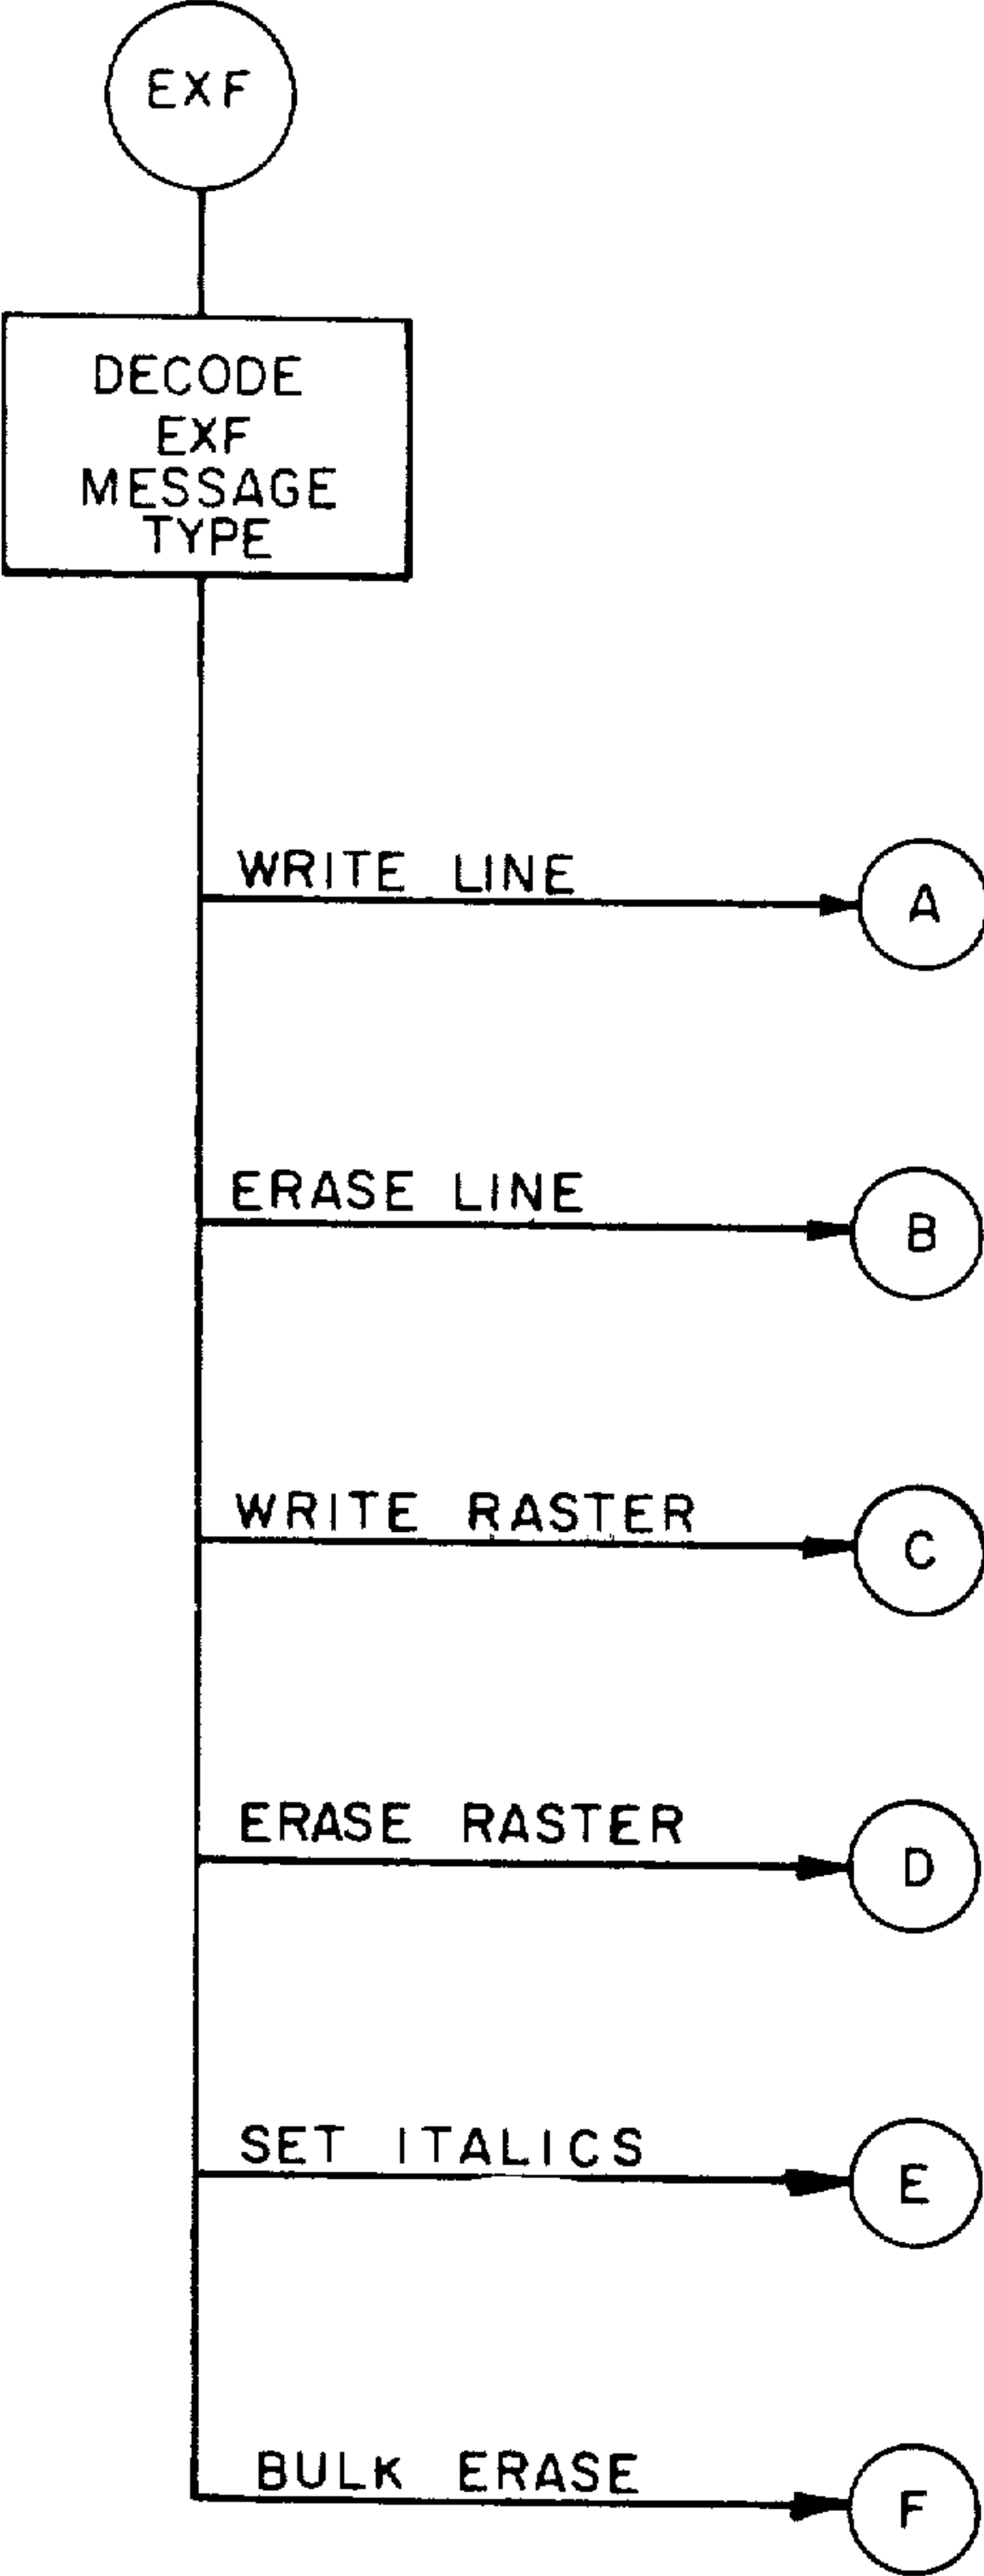 EXF
DECODE
EXF
MESSAGE
TYPE
WRITE LINE
A
ERASE LINE
B
WRITE RASTER
C
ERASE RASTER
D
SET ITALICS
E
BULK ERASE
F